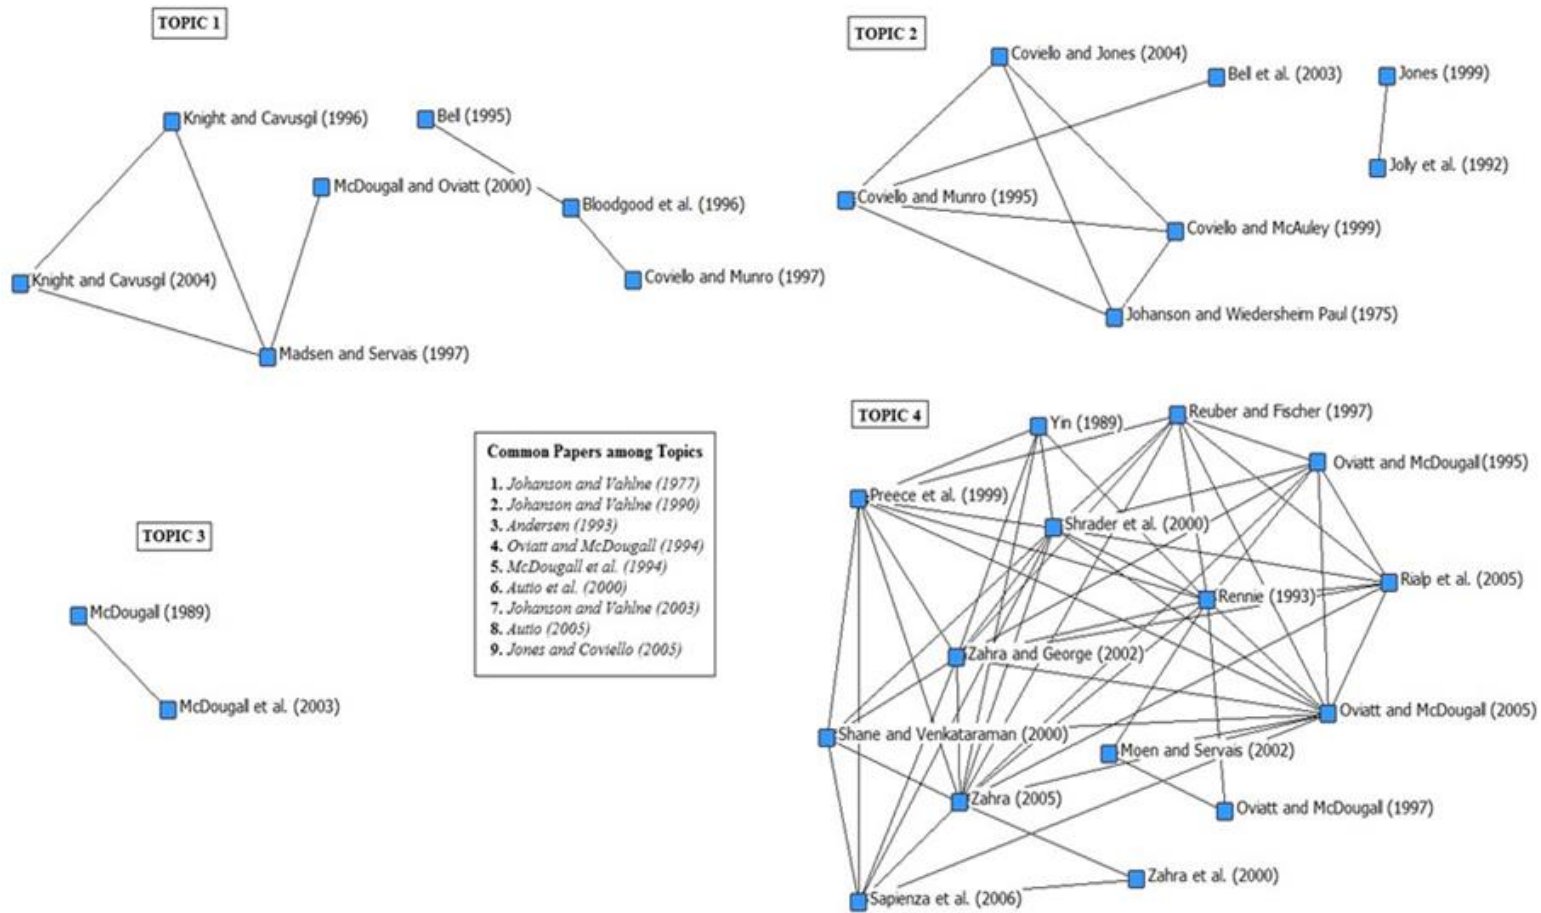 TOPIC 1
Knight and Cavusgil (1996)
Bell (1995)
McDougall and Oviatt (2000)
Bloodgood et al. (1996)
Knight and Cavusgil (2004)
Coviello and Munro (1997)
Madsen and Servais (1997)
TOPIC 2
Coviello and Jones (2004)
Bell et al. (2003)
Jones (1999)
Jolly et al. (1992)
Coviello and Munro (1995)
Coviello and McAuley (1999)
Johanson and Wiedersheim Paul (1975)
TOPIC 3
McDougall (1989)
McDougall et al. (2003)
Common Papers among Topics
1. Johanson and Vahlne (1977)
2. Johanson and Vahlne (1990)
3. Andersen (1993)
4. Oviatt and McDougall (1994)
5. McDougall et al. (1994)
6. Autio et al. (2000)
7. Johanson and Vahlne (2003)
8. Autio (2005)
9. Jones and Coviello (2005)
TOPIC 4
Yin (1989)
Reuber and Fischer (1997)
Oviatt and McDougall (1995)
Preece et al. (1999)
Shrader et al. (2000)
Rialp et al. (2005)
Rennie (1993)
Zahra and George (2002)
Oviatt and McDougall (2005)
Shane and Venkataraman (2000)
Moen and Servais (2002)
Zahra (2005)
Oviatt and McDougall (1997)
Zahra et al. (2000)
Sapienza et al. (2006)